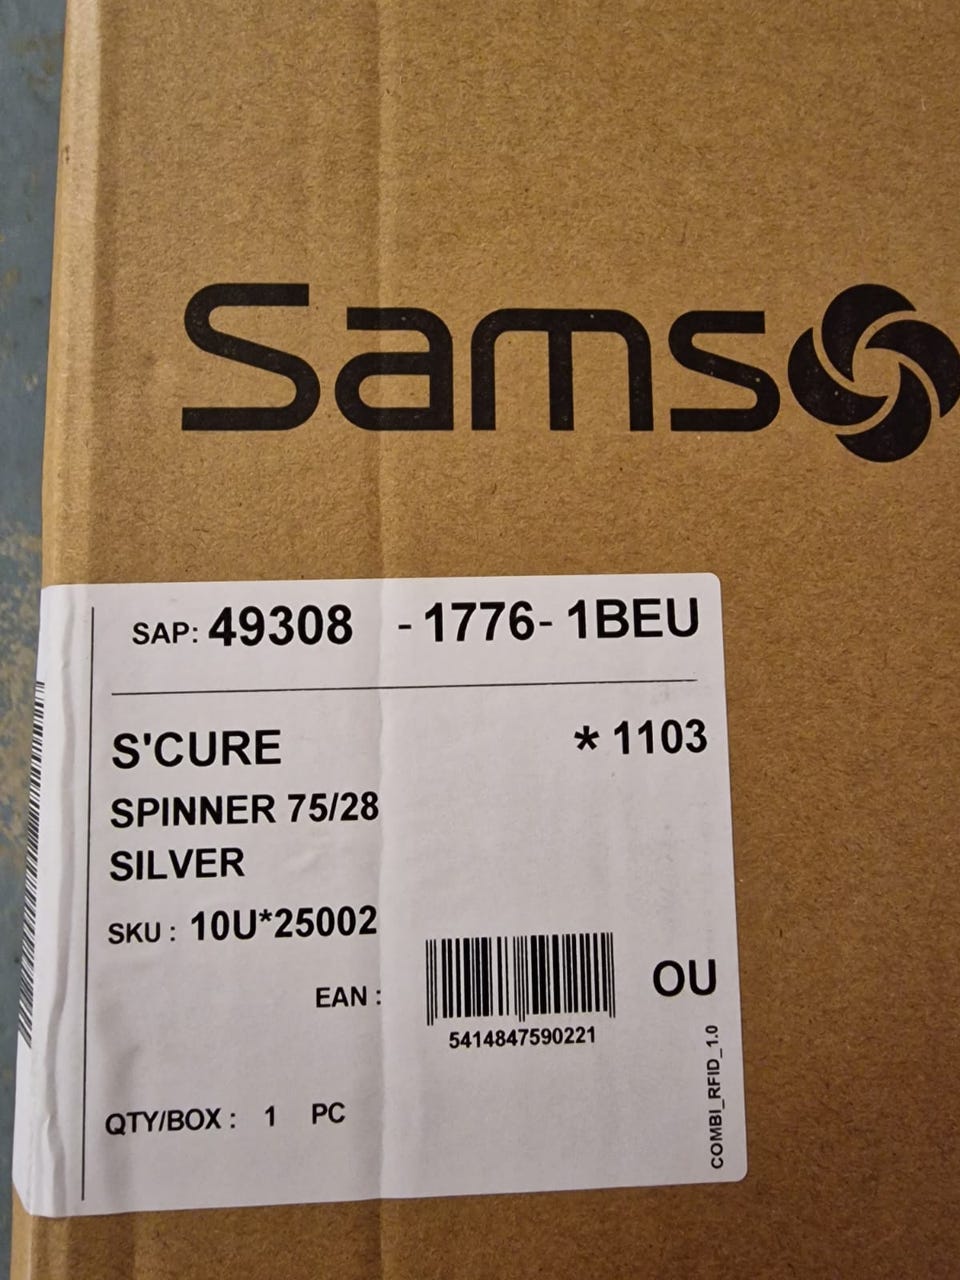 Samso
SAP: 49308 - 1776- 1BEU
S'CURE * 1103
SPINNER 75/28
SILVER
SKU : 10U*25002
EAN :
5414847590221
OU
QTY/BOX : 1 PC
COMBI_RFID_1.0